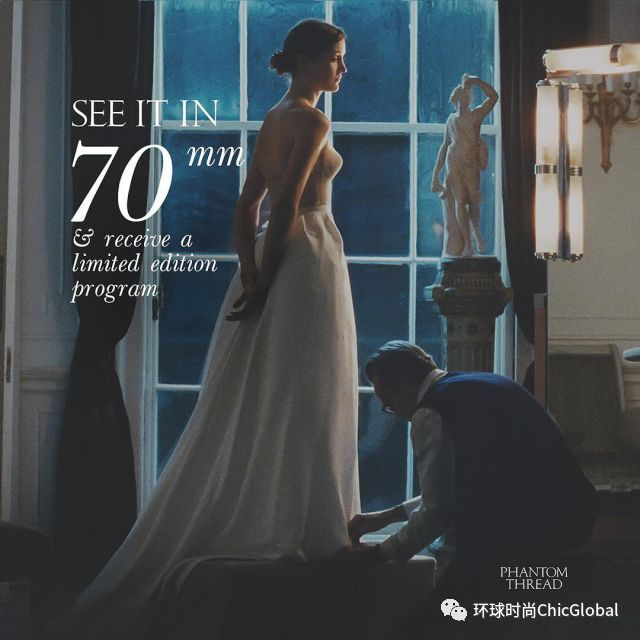 SEE IT IN
70 mm
& receive a
limited edition
program
PHANTOM
THREAD
环球时尚ChicGlobal